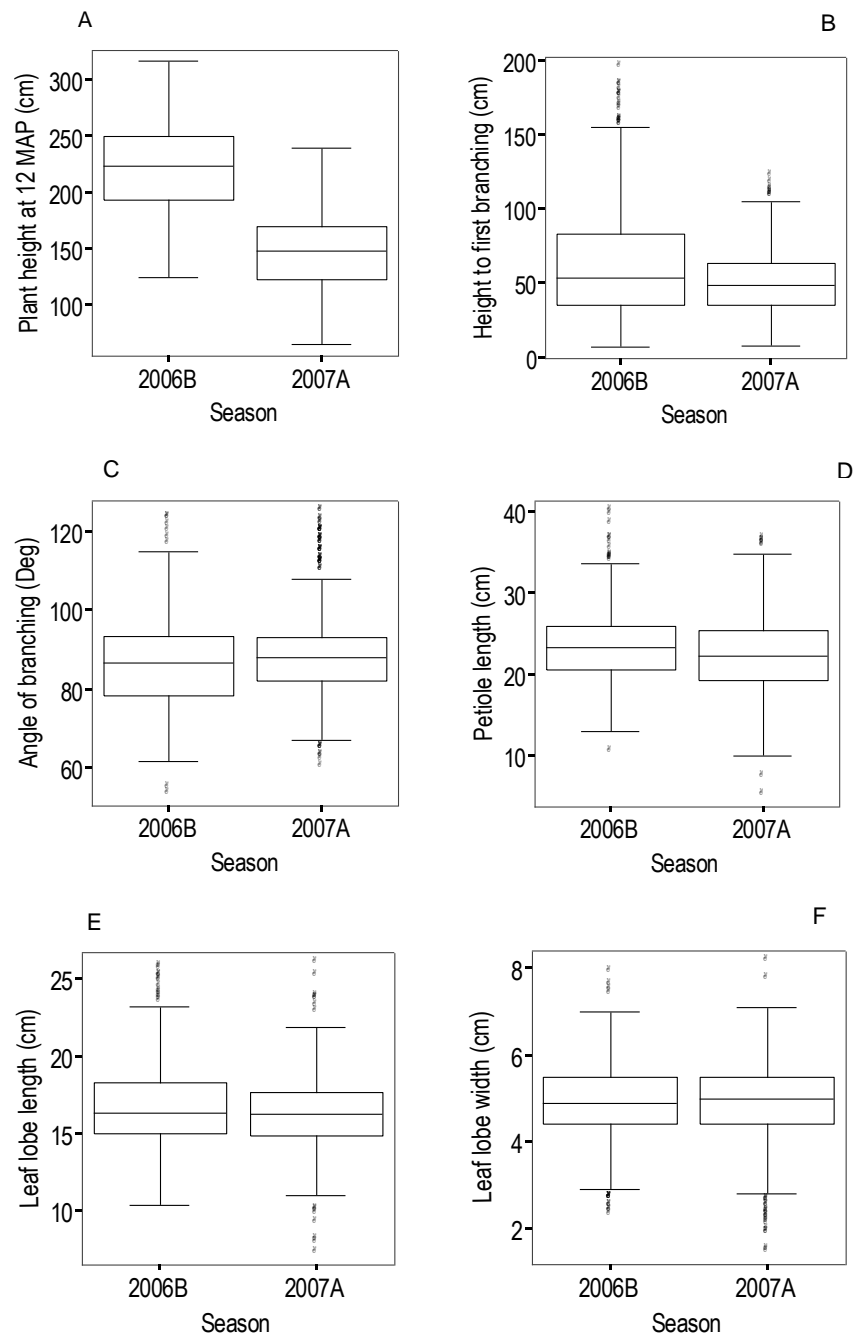 A
Plant height at 12 MAP (cm)
300
250
200
150
100
2006B 2007A
Season
B
Height to first branching (cm)
200
150
100
50
0
2006B 2007A
Season
C
Angle of branching (Deg)
120
100
80
60
2006B 2007A
Season
D
Petiole length (cm)
40
30
20
10
2006B 2007A
Season
E
Leaf lobe length (cm)
25
20
15
10
2006B 2007A
Season
F
Leaf lobe width (cm)
8
6
4
2
2006B 2007A
Season